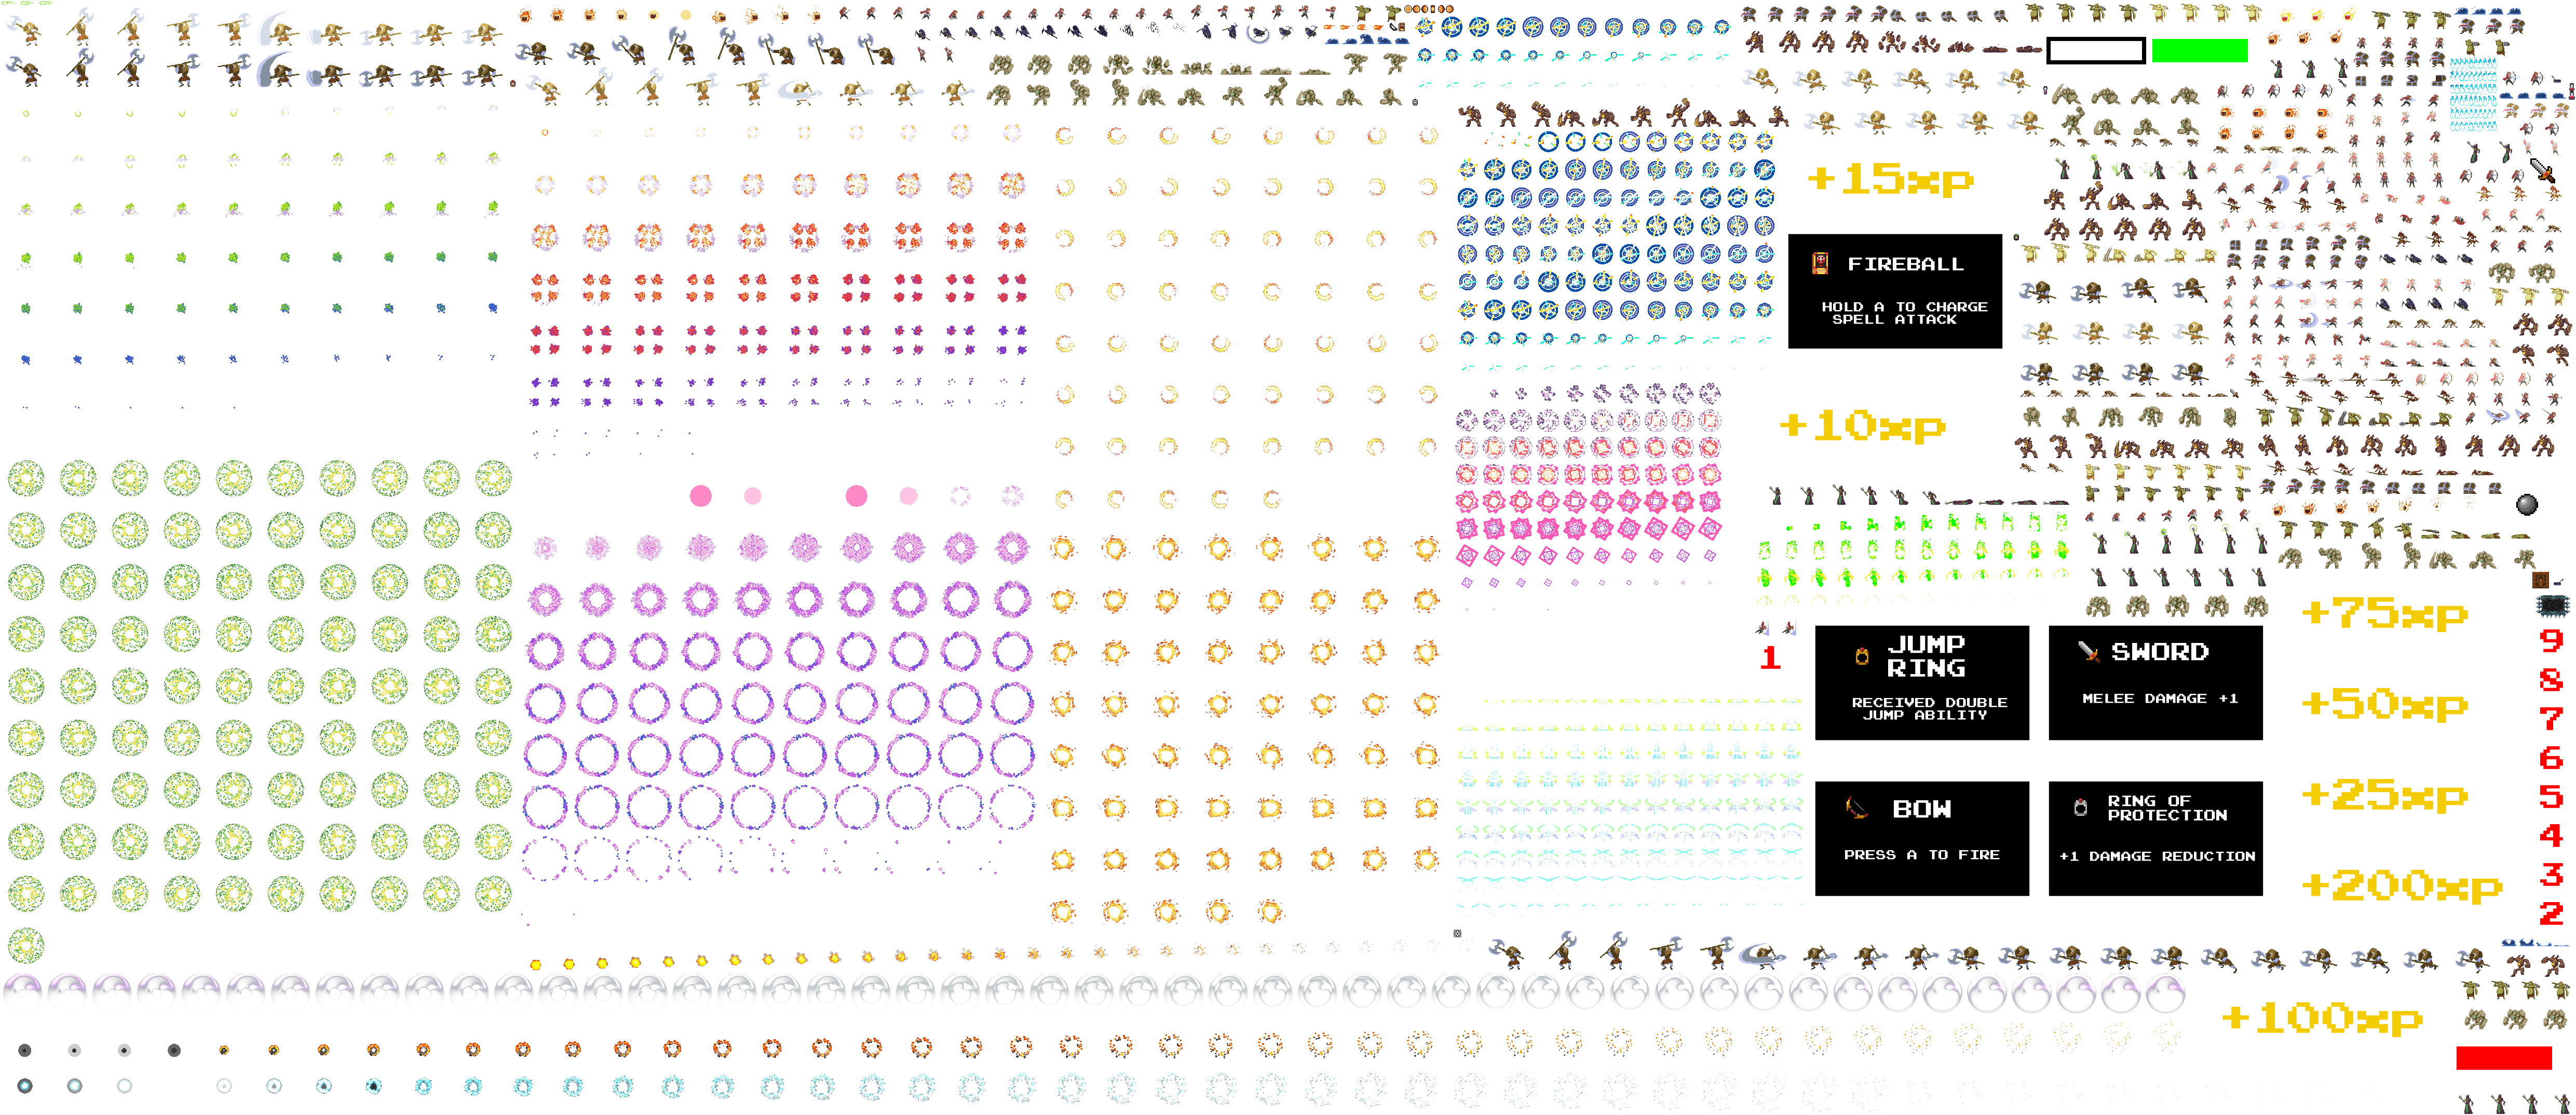 +15xp
FIREBALL
HOLD A TO CHARGE
SPELL ATTACK
+10xp
1
JUMP
RING
RECEIVED DOUBLE
JUMP ABILITY
SWORD
MELEE DAMAGE +1
BOW
PRESS A TO FIRE
RING OF
PROTECTION
+1 DAMAGE REDUCTION
+75xp
+50xp
+25xp
+200xp
9
8
7
6
5
4
3
2
+100xp